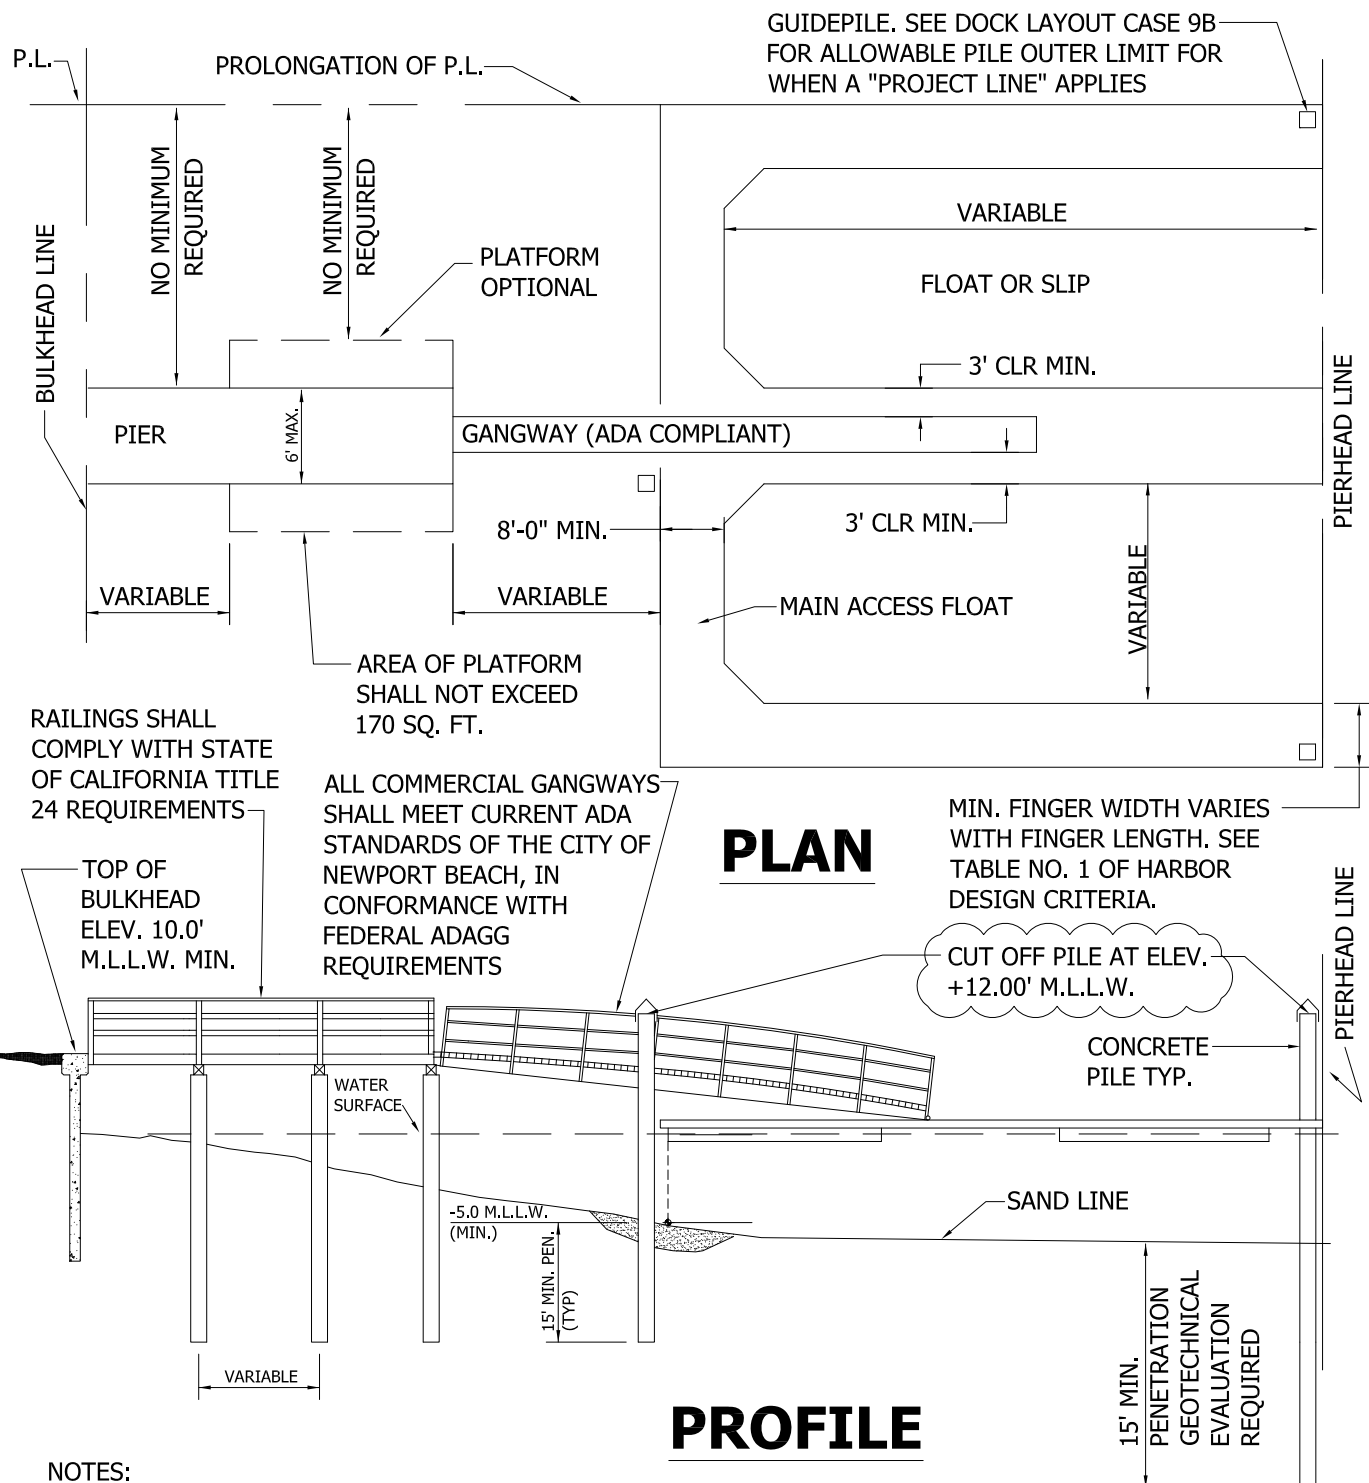 GUIDEPILE. SEE DOCK LAYOUT CASE 9B
FOR ALLOWABLE PILE OUTER LIMIT FOR
WHEN A "PROJECT LINE" APPLIES
P.L.
PROLONGATION OF P.L.
NO MINIMUM
REQUIRED
NO MINIMUM
REQUIRED
BULKHEAD LINE
PLATFORM
OPTIONAL
VARIABLE
FLOAT OR SLIP
3' CLR MIN.
PIER
6' MAX.
GANGWAY (ADA COMPLIANT)
PIERHEAD LINE
8'-0" MIN.
3' CLR MIN.
VARIABLE
VARIABLE
MAIN ACCESS FLOAT
VARIABLE
AREA OF PLATFORM
SHALL NOT EXCEED
170 SQ. FT.
RAILINGS SHALL
COMPLY WITH STATE
OF CALIFORNIA TITLE
24 REQUIREMENTS
ALL COMMERCIAL GANGWAYS
SHALL MEET CURRENT ADA
STANDARDS OF THE CITY OF
NEWPORT BEACH, IN
CONFORMANCE WITH
FEDERAL ADAGG
REQUIREMENTS
PLAN
MIN. FINGER WIDTH VARIES
WITH FINGER LENGTH. SEE
TABLE NO. 1 OF HARBOR
DESIGN CRITERIA.
TOP OF
BULKHEAD
ELEV. 10.0'
M.L.L.W. MIN.
CUT OFF PILE AT ELEV.
+12.00' M.L.L.W.
PIERHEAD LINE
CONCRETE
PILE TYP.
WATER
SURFACE
SAND LINE
-5.0 M.L.L.W.
(MIN.)
15' MIN. PEN.
(TYP)
15' MIN.
PENETRATION
GEOTECHNICAL
EVALUATION
REQUIRED
VARIABLE
PROFILE
NOTES: